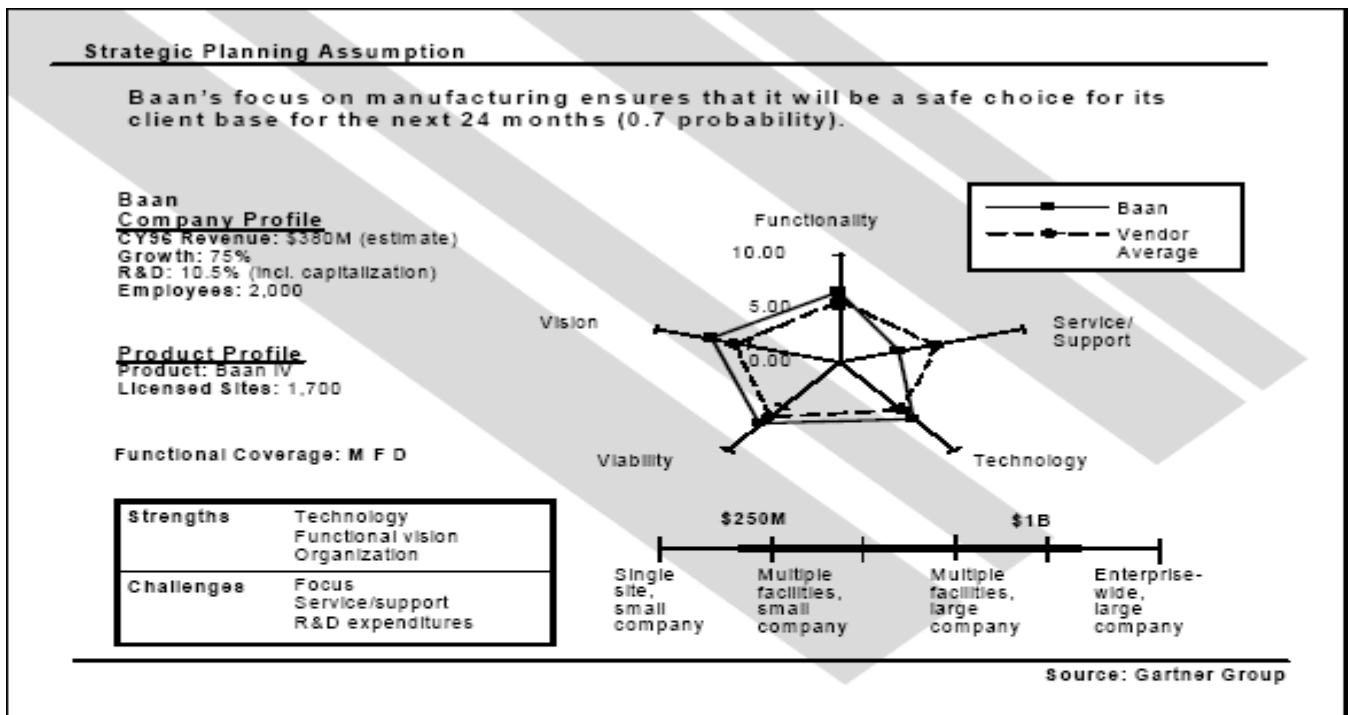 Strategic Planning Assumption
Baan's focus on manufacturing ensures that it will be a safe choice for its
client base for the next 24 months (0.7 probability).
Baan
Company Profile
CY96 Revenue: $380M (estimate)
Growth: 75%
R&D: 10.5% (incl. capitalization)
Employees: 2,000
Product Profile
Product: Baan IV
Licensed Sites: 1,700
Functional Coverage: M F D
Strengths
Technology
Functional vision
Organization
Challenges
Focus
Service/support
R&D expenditures
Baan
Vendor
Average
Functionality
10.00
5.00
0.00
Vision
Service/
Support
Viability
Technology
$250M
$1B
Single
site,
small
company
Multiple
facilities,
small
company
Multiple
facilities,
large
company
Enterprise-
wide,
large
company
Source: Gartner Group